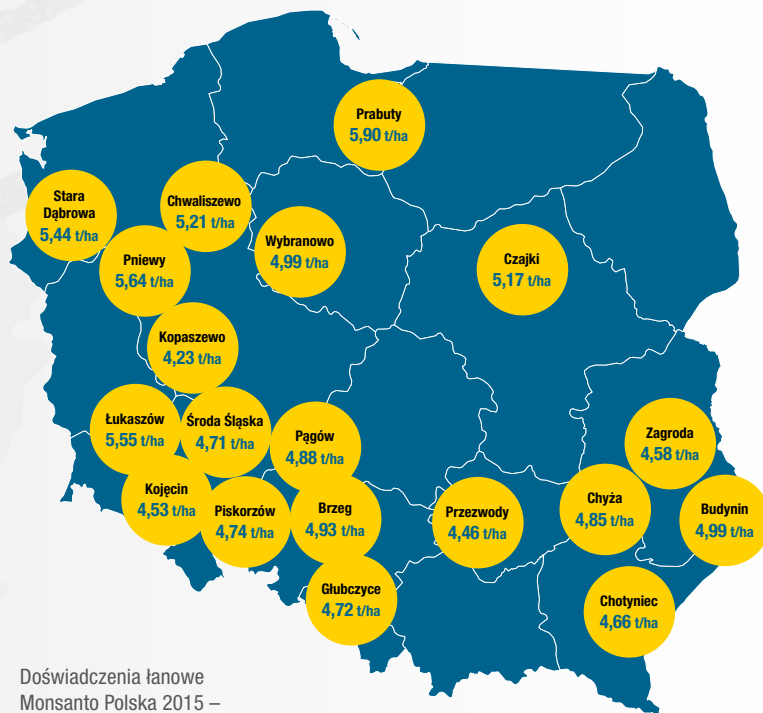 Prabuty
5,90 t/ha
Stara
Dąbrowa
5,44 t/ha
Chwaliszewo
5,21 t/ha
Wybranowo
4,99 t/ha
Pniewy
5,64 t/ha
Czajki
5,17 t/ha
Kopaszewo
4,23 t/ha
Łukaszów
5,55 t/ha
Środa Śląska
4,71 t/ha
Pągów
4,88 t/ha
Zagroda
4,58 t/ha
Kojęcin
4,53 t/ha
Piskorzów
4,74 t/ha
Brzeg
4,93 t/ha
Przezwody
4,46 t/ha
Chyża
4,85 t/ha
Budynin
4,99 t/ha
Głubczyce
4,72 t/ha
Chotyniec
4,66 t/ha
Doświadczenia łanowe
Monsanto Polska 2015 –